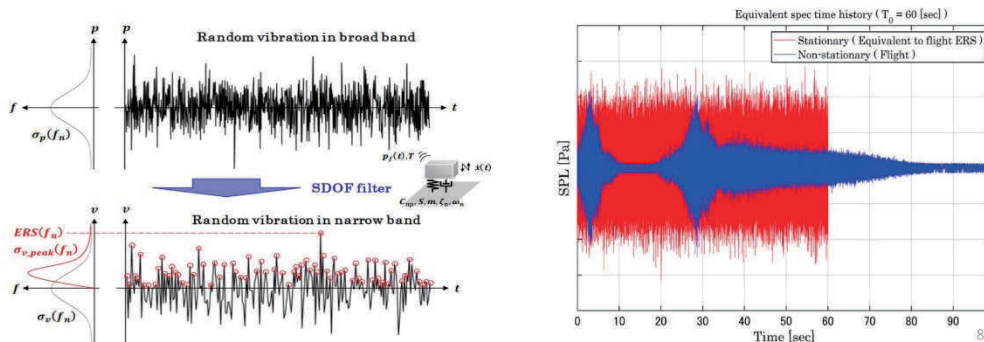 p
p
Random vibration in broad band
f
t
σp(fn)
pf(t),T
ẍ(t)
SDOF filter
Cnp, S, m, ζn, ωn
v
v
Random vibration in narrow band
ERS(fn)
σv_peak(fn)
f
t
σv(fn)
Equivalent spec time history ( T0 = 60 [sec] )
Stationary ( Equivalent to flight ERS )
Non-stationary ( Flight )
SPL [Pa]
0 10 20 30 40 50 60 70 80 90
Time [sec]
8